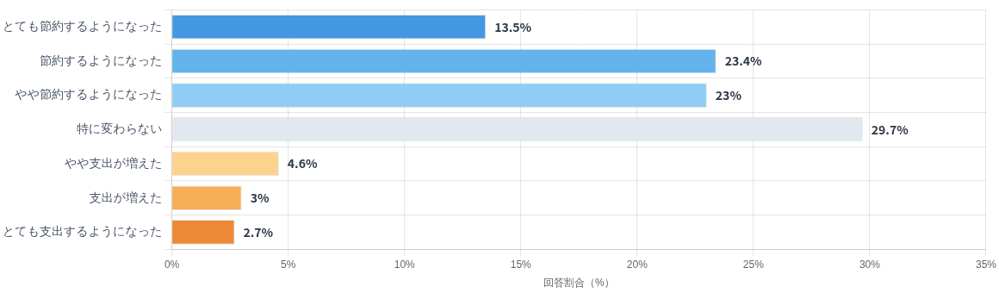 とても節約するようになった 13.5%
節約するようになった 23.4%
やや節約するようになった 23%
特に変わらない 29.7%
やや支出が増えた 4.6%
支出が増えた 3%
とても支出するようになった 2.7%
0% 5% 10% 15% 20% 25% 30% 35%
回答割合（%）